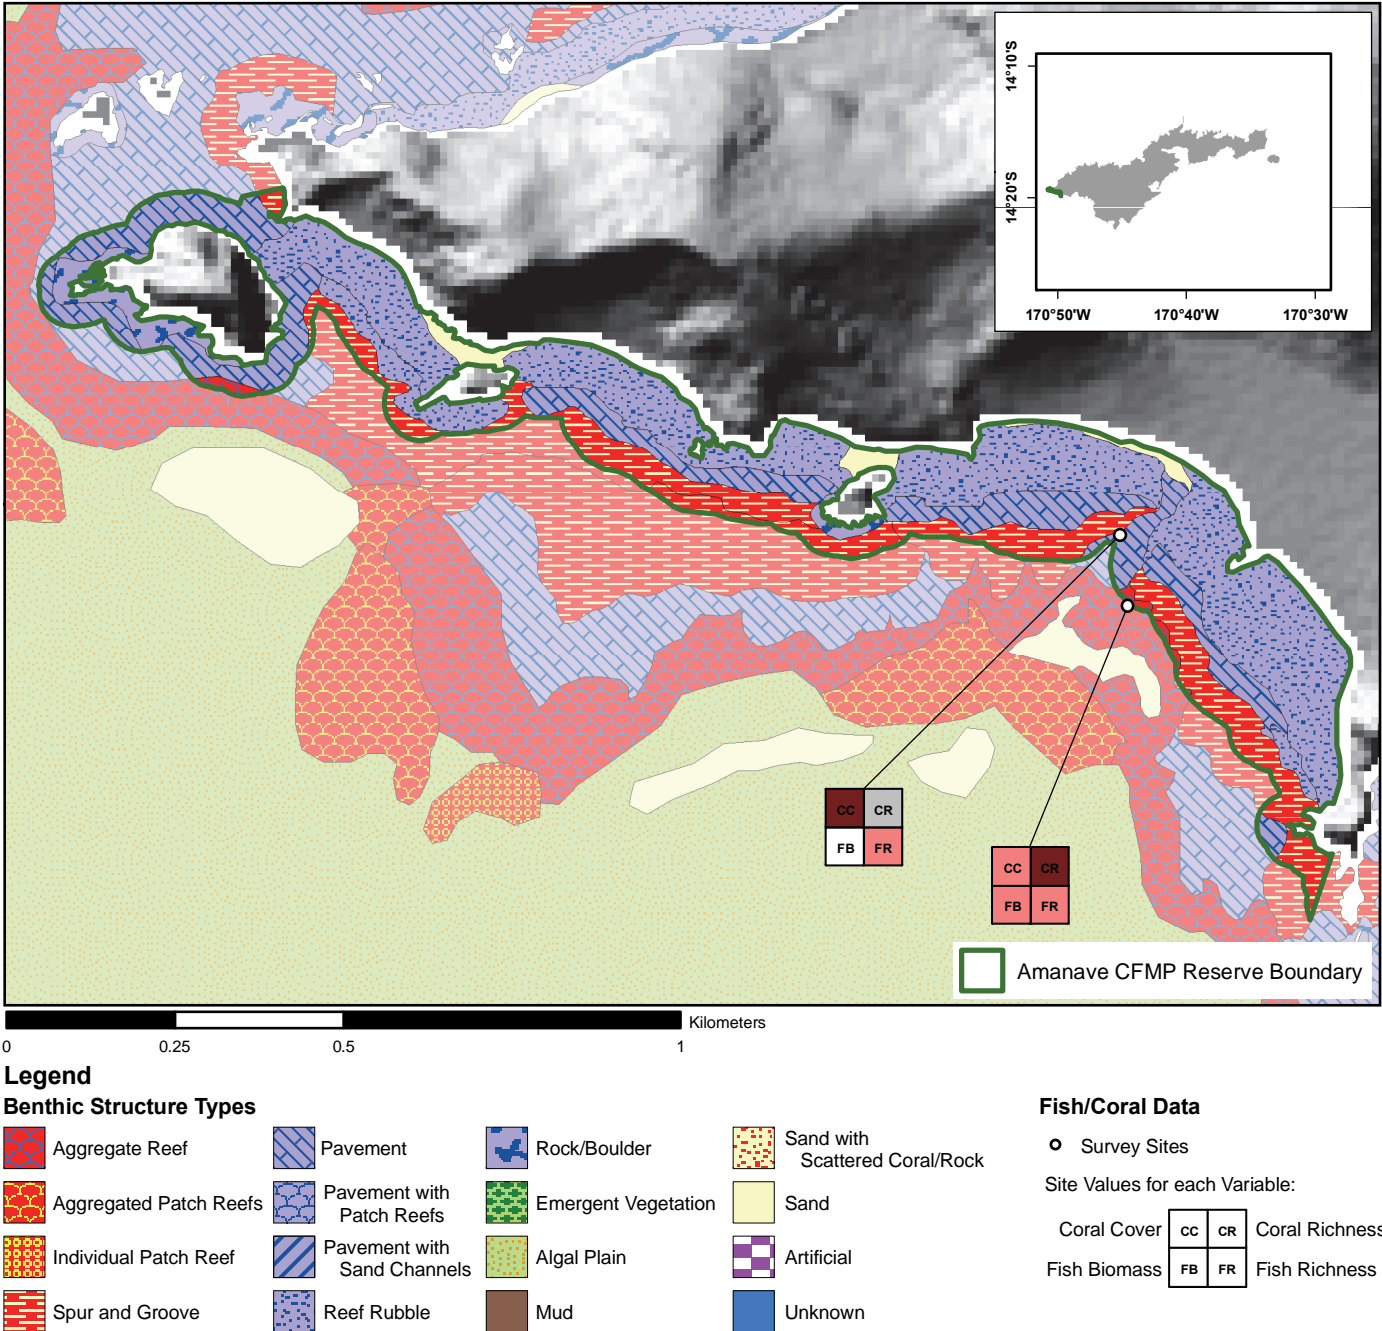 14°10'S
14°20'S
170°50'W 170°40'W 170°30'W
CC CR
FB FR
CC CR
FB FR
Amanave CFMP Reserve Boundary
Kilometers
0 0.25 0.5 1
Legend
Benthic Structure Types
Aggregate Reef
Aggregated Patch Reefs
Individual Patch Reef
Spur and Groove
Pavement
Pavement with
Patch Reefs
Pavement with
Sand Channels
Reef Rubble
Rock/Boulder
Emergent Vegetation
Algal Plain
Mud
Sand with
Scattered Coral/Rock
Sand
Artificial
Unknown
Fish/Coral Data
Survey Sites
Site Values for each Variable:
Coral Cover CC CR Coral Richness
Fish Biomass FB FR Fish Richness